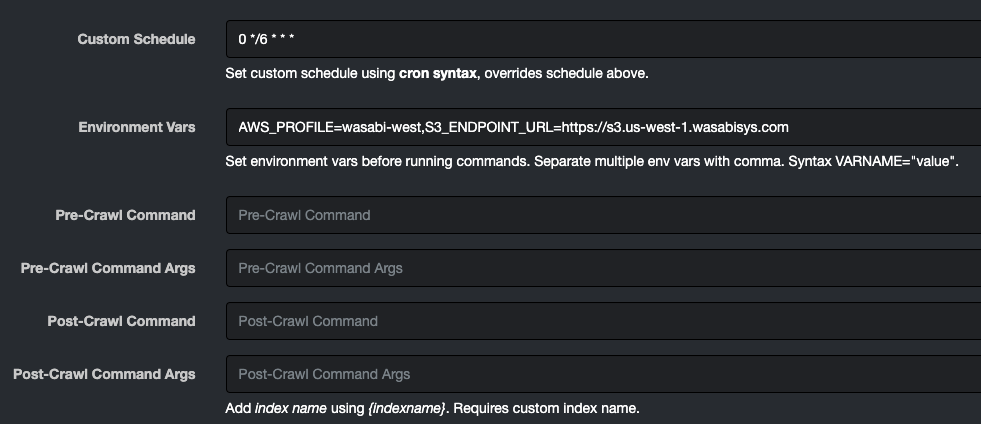 Custom Schedule 0 */6 * * *
Set custom schedule using cron syntax, overrides schedule above.
Environment Vars AWS_PROFILE=wasabi-west,S3_ENDPOINT_URL=https://s3.us-west-1.wasabisys.com
Set environment vars before running commands. Separate multiple env vars with comma. Syntax VARNAME="value".
Pre-Crawl Command Pre-Crawl Command
Pre-Crawl Command Args Pre-Crawl Command Args
Post-Crawl Command Post-Crawl Command
Post-Crawl Command Args Post-Crawl Command Args
Add index name using {indexname}. Requires custom index name.